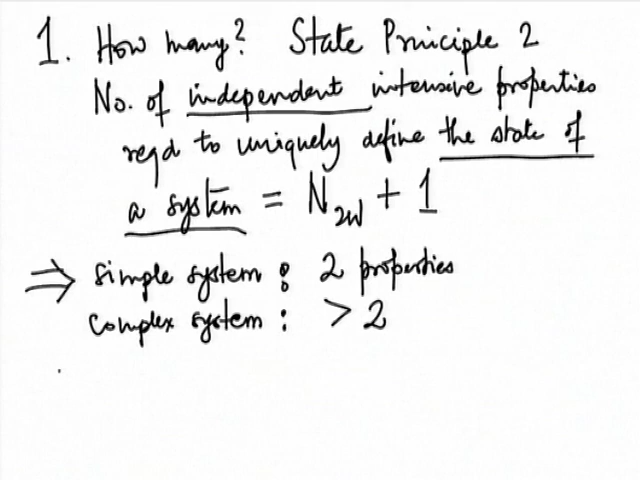 1. How many? State Principle 2
No. of independent intensive properties
reqd to uniquely define the state of
a system = N2W + 1
⇒ Simple system : 2 properties
Complex system : > 2